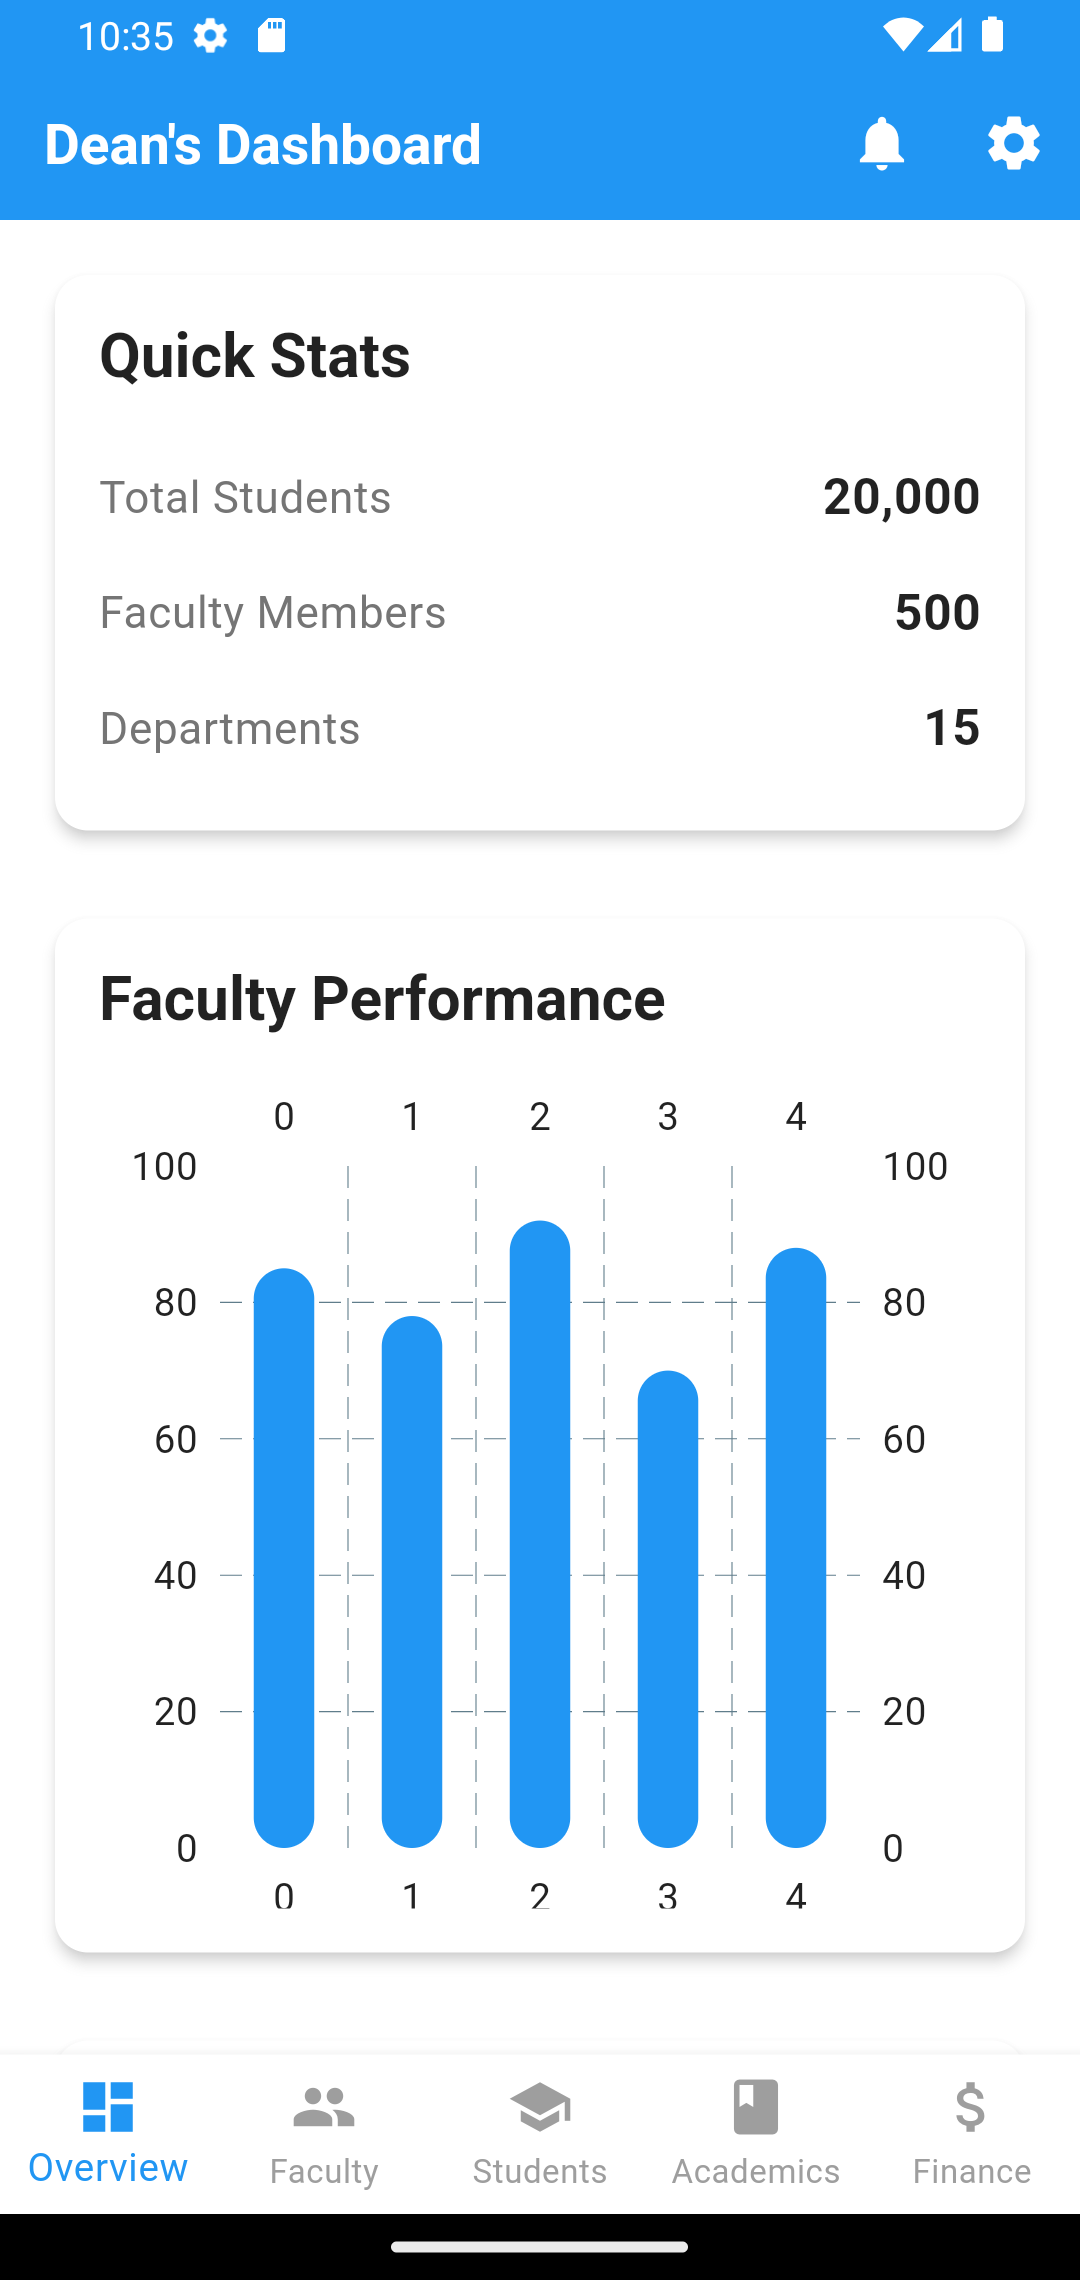 10:35
Dean's Dashboard
Quick Stats
Total Students 20,000
Faculty Members 500
Departments 15
Faculty Performance
0 1 2 3 4
100 100
80 80
60 60
40 40
20 20
0 0
0 1 2 3 4
Overview Faculty Students Academics Finance